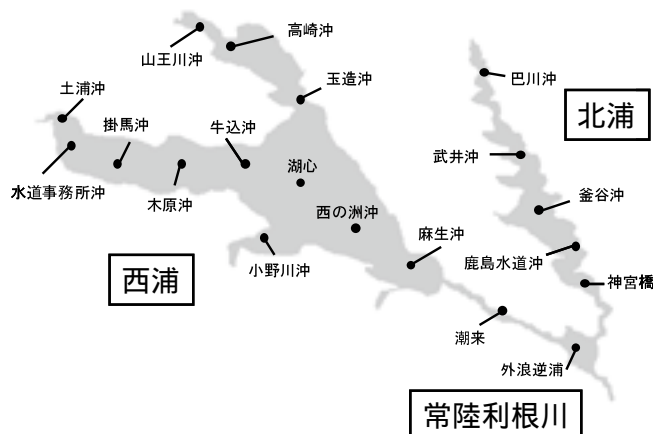 高崎沖
山王川沖
玉造沖
巴川沖
土浦沖
北浦
掛馬沖
牛込沖
武井沖
湖心
水道事務所沖
木原沖
釜谷沖
西の洲沖
麻生沖
鹿島水道沖
小野川沖
西浦
神宮橋
潮来
外浪逆浦
常陸利根川